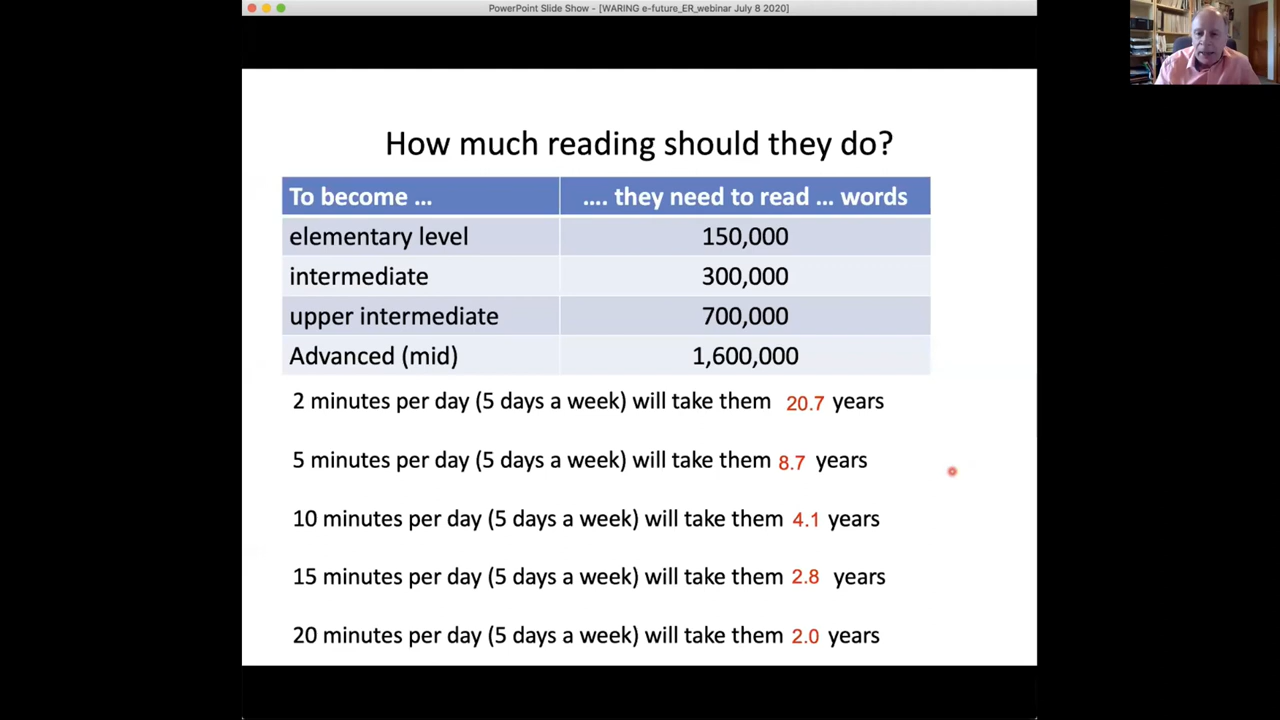 PowerPoint Slide Show - [WARING e-future_ER_webinar July 8 2020]
How much reading should they do?
To become ... .... they need to read ... words
elementary level 150,000
intermediate 300,000
upper intermediate 700,000
Advanced (mid) 1,600,000
2 minutes per day (5 days a week) will take them 20.7 years
5 minutes per day (5 days a week) will take them 8.7 years
10 minutes per day (5 days a week) will take them 4.1 years
15 minutes per day (5 days a week) will take them 2.8 years
20 minutes per day (5 days a week) will take them 2.0 years